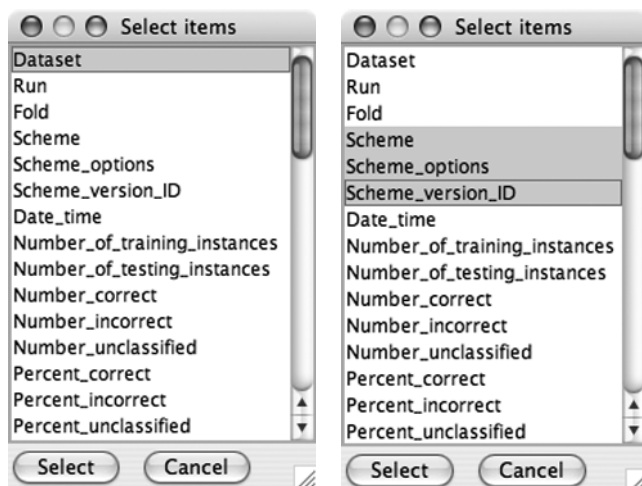 Select items
Dataset
Run
Fold
Scheme
Scheme_options
Scheme_version_ID
Date_time
Number_of_training_instances
Number_of_testing_instances
Number_correct
Number_incorrect
Number_unclassified
Percent_correct
Percent_incorrect
Percent_unclassified
Select
Cancel
Select items
Dataset
Run
Fold
Scheme
Scheme_options
Scheme_version_ID
Date_time
Number_of_training_instances
Number_of_testing_instances
Number_correct
Number_incorrect
Number_unclassified
Percent_correct
Percent_incorrect
Percent_unclassified
Select
Cancel